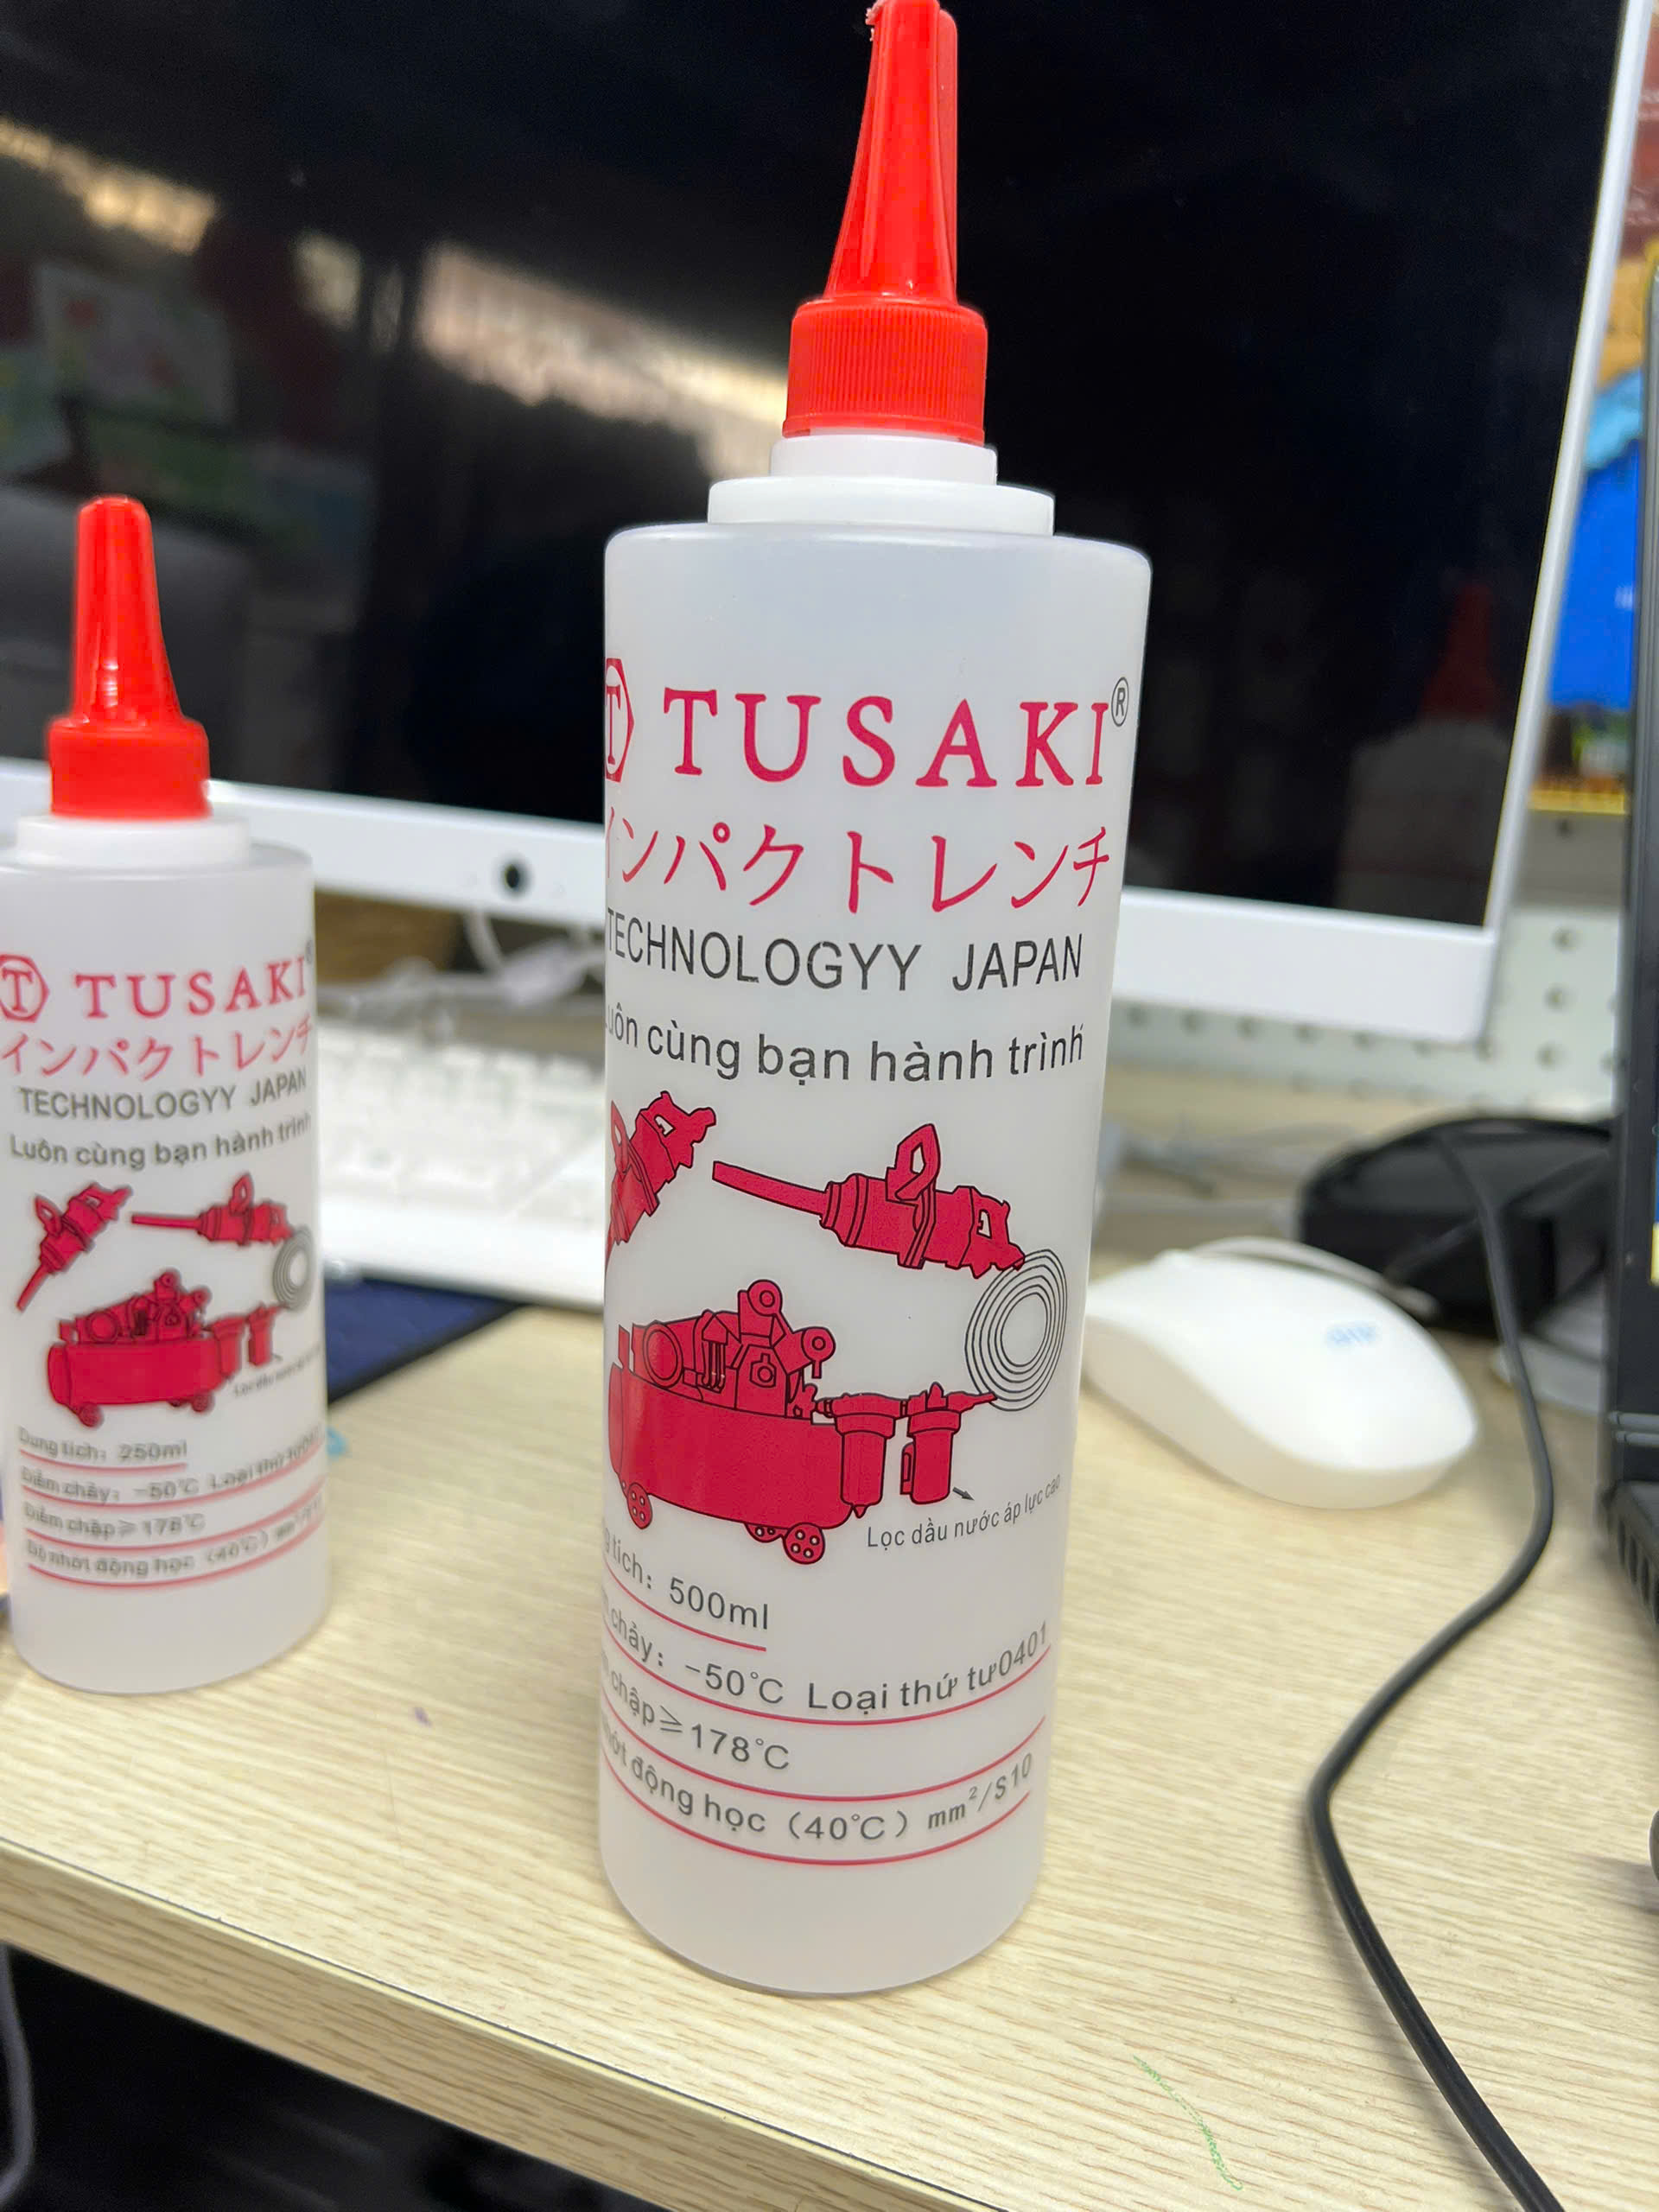 T TUSAKI®
インパクトレンチ
TECHNOLOGYY JAPAN
Luôn cùng bạn hành trình
Dung tích: 250ml
Điểm chảy: -50℃ Loại thứ
Điểm chập≥178℃
Độ nhớt động học (40℃)
T TUSAKI®
インパクトレンチ
TECHNOLOGYY JAPAN
uôn cùng bạn hành trình
Lọc dầu nước áp lực cao
g tích: 500ml
chảy: -50℃ Loại thứ tư0401
chập≥178℃
ớt động học (40℃) mm²/S10